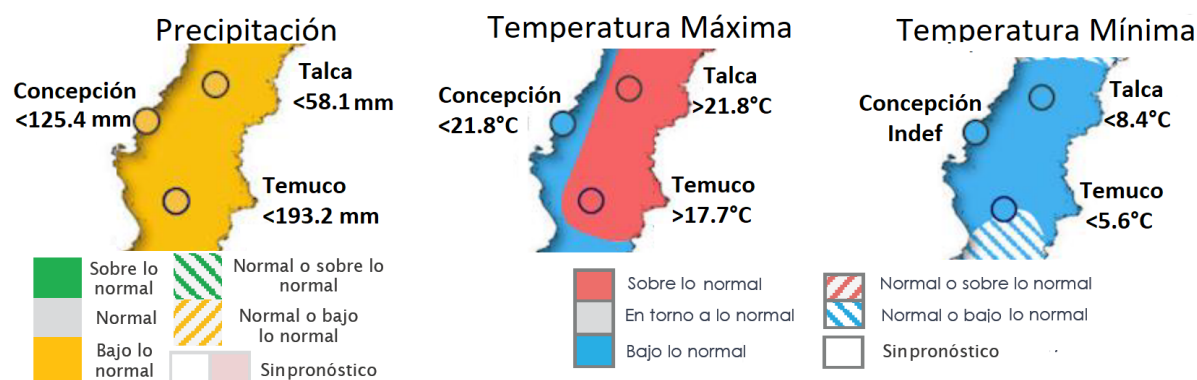 Precipitación
Concepción
<125.4 mm
Talca
<58.1 mm
Temuco
<193.2 mm
Sobre lo
normal
Normal
Bajo lo
normal
Normal o sobre lo
normal
Normal o bajo
lo normal
Sin pronóstico
Temperatura Máxima
Concepción
<21.8°C
Talca
>21.8°C
Temuco
>17.7°C
Temperatura Mínima
Concepción
Indef
Talca
<8.4°C
Temuco
<5.6°C
Sobre lo normal
En torno a lo normal
Bajo lo normal
Normal o sobre lo normal
Normal o bajo lo normal
Sin pronóstico